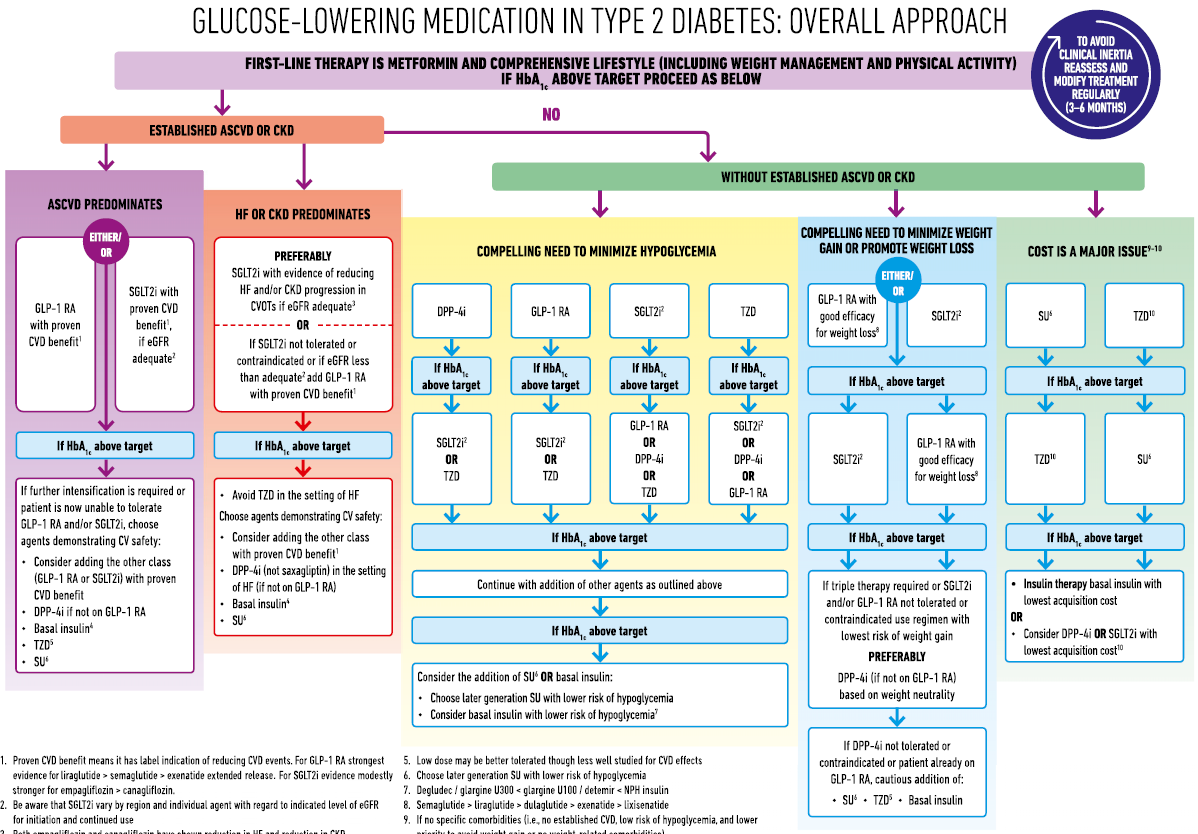 GLUCOSE-LOWERING MEDICATION IN TYPE 2 DIABETES: OVERALL APPROACH
TO AVOID
CLINICAL INERTIA
REASSESS AND
MODIFY TREATMENT
REGULARLY
(3–6 MONTHS)
FIRST-LINE THERAPY IS METFORMIN AND COMPREHENSIVE LIFESTYLE (INCLUDING WEIGHT MANAGEMENT AND PHYSICAL ACTIVITY)
IF HbA1c ABOVE TARGET PROCEED AS BELOW
NO
ESTABLISHED ASCVD OR CKD
WITHOUT ESTABLISHED ASCVD OR CKD
ASCVD PREDOMINATES
EITHER/
OR
GLP-1 RA
with proven
CVD benefit1
SGLT2i with
proven CVD
benefit1,
if eGFR
adequate2
If HbA1c above target
If further intensification is required or
patient is now unable to tolerate
GLP-1 RA and/or SGLT2i, choose
agents demonstrating CV safety:
• Consider adding the other class
(GLP-1 RA or SGLT2i) with proven
CVD benefit
• DPP-4i if not on GLP-1 RA
• Basal insulin4
• TZD5
• SU6
HF OR CKD PREDOMINATES
PREFERABLY
SGLT2i with evidence of reducing
HF and/or CKD progression in
CVOTs if eGFR adequate3
OR
If SGLT2i not tolerated or
contraindicated or if eGFR less
than adequate2 add GLP-1 RA
with proven CVD benefit1
If HbA1c above target
• Avoid TZD in the setting of HF
Choose agents demonstrating CV safety:
• Consider adding the other class
with proven CVD benefit1
• DPP-4i (not saxagliptin) in the setting
of HF (if not on GLP-1 RA)
• Basal insulin4
• SU6
COMPELLING NEED TO MINIMIZE HYPOGLYCEMIA
DPP-4i
GLP-1 RA
SGLT2i2
TZD
If HbA1c
above target
If HbA1c
above target
If HbA1c
above target
If HbA1c
above target
SGLT2i2
OR
TZD
SGLT2i2
OR
TZD
GLP-1 RA
OR
DPP-4i
OR
TZD
SGLT2i2
OR
DPP-4i
OR
GLP-1 RA
If HbA1c above target
Continue with addition of other agents as outlined above
If HbA1c above target
Consider the addition of SU6 OR basal insulin:
• Choose later generation SU with lower risk of hypoglycemia
• Consider basal insulin with lower risk of hypoglycemia7
COMPELLING NEED TO MINIMIZE WEIGHT
GAIN OR PROMOTE WEIGHT LOSS
EITHER/
OR
GLP-1 RA with
good efficacy
for weight loss8
SGLT2i2
If HbA1c above target
SGLT2i2
GLP-1 RA with
good efficacy
for weight loss8
If HbA1c above target
If triple therapy required or SGLT2i
and/or GLP-1 RA not tolerated or
contraindicated use regimen with
lowest risk of weight gain
PREFERABLY
DPP-4i (if not on GLP-1 RA)
based on weight neutrality
If DPP-4i not tolerated or
contraindicated or patient already on
GLP-1 RA, cautious addition of:
• SU6 • TZD5 • Basal insulin
COST IS A MAJOR ISSUE9-10
SU6
TZD10
If HbA1c above target
TZD10
SU6
If HbA1c above target
• Insulin therapy basal insulin with
lowest acquisition cost
OR
• Consider DPP-4i OR SGLT2i with
lowest acquisition cost10
1. Proven CVD benefit means it has label indication of reducing CVD events. For GLP-1 RA strongest
evidence for liraglutide > semaglutide > exenatide extended release. For SGLT2i evidence modestly
stronger for empagliflozin > canagliflozin.
2. Be aware that SGLT2i vary by region and individual agent with regard to indicated level of eGFR
for initiation and continued use
3. Both empagliflozin and canagliflozin have shown reduction in HF and reduction in CKD
5. Low dose may be better tolerated though less well studied for CVD effects
6. Choose later generation SU with lower risk of hypoglycemia
7. Degludec / glargine U300 < glargine U100 / detemir < NPH insulin
8. Semaglutide > liraglutide > dulaglutide > exenatide > lixisenatide
9. If no specific comorbidities (i.e., no established CVD, low risk of hypoglycemia, and lower
priority to avoid weight gain or no weight-related comorbidities)